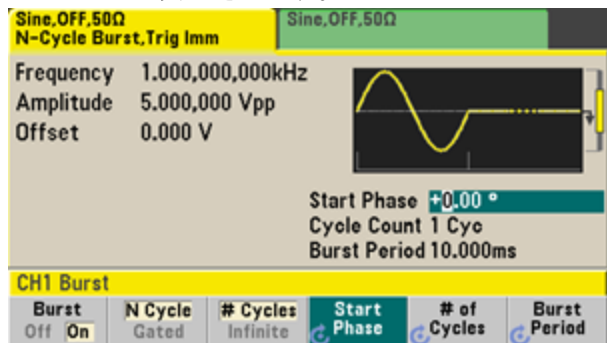 Sine,OFF,50Ω
N-Cycle Burst,Trig Imm
Sine,OFF,50Ω
Frequency 1.000,000,000kHz
Amplitude 5.000,000 Vpp
Offset 0.000 V
Start Phase +0.00 °
Cycle Count 1 Cyc
Burst Period 10.000ms
CH1 Burst
Burst Off On
N Cycle Gated
# Cycles Infinite
Start Phase
# of Cycles
Burst Period